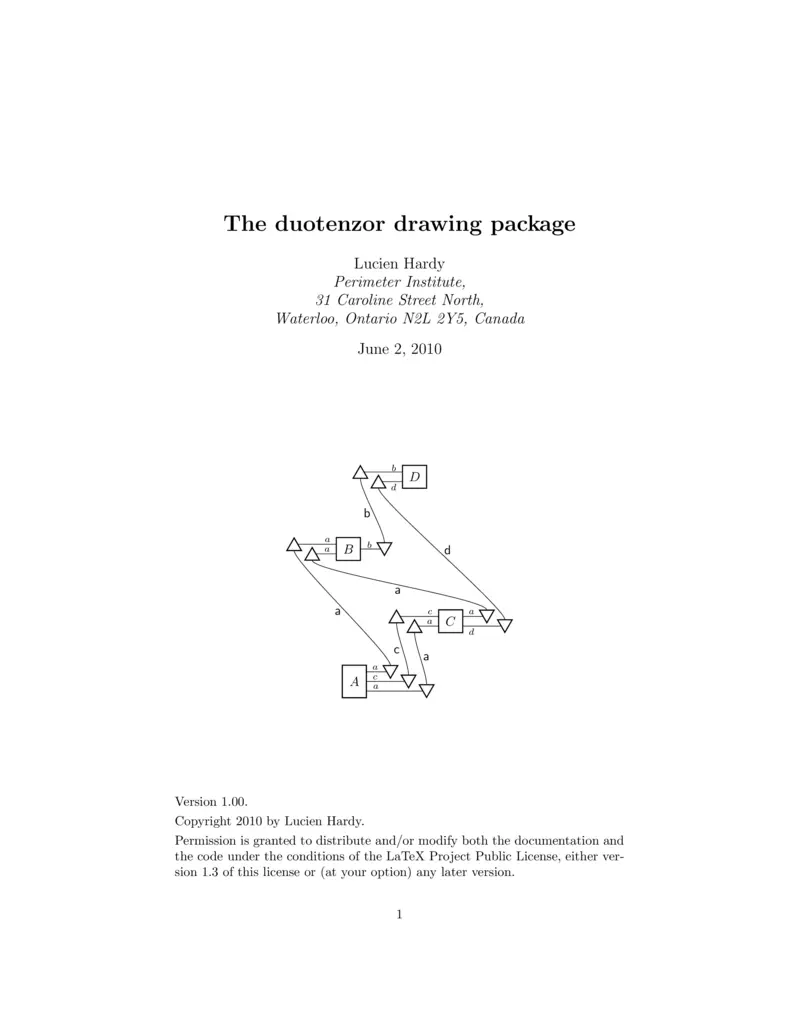 The duotenzor drawing package
Lucien Hardy
Perimeter Institute,
31 Caroline Street North,
Waterloo, Ontario N2L 2Y5, Canada
June 2, 2010
b
D
d
b
a
a
B
b
d
a
a
c
a
C
a
d
c
a
a
A
c
a
Version 1.00.
Copyright 2010 by Lucien Hardy.
Permission is granted to distribute and/or modify both the documentation and
the code under the conditions of the LaTeX Project Public License, either ver-
sion 1.3 of this license or (at your option) any later version.
1